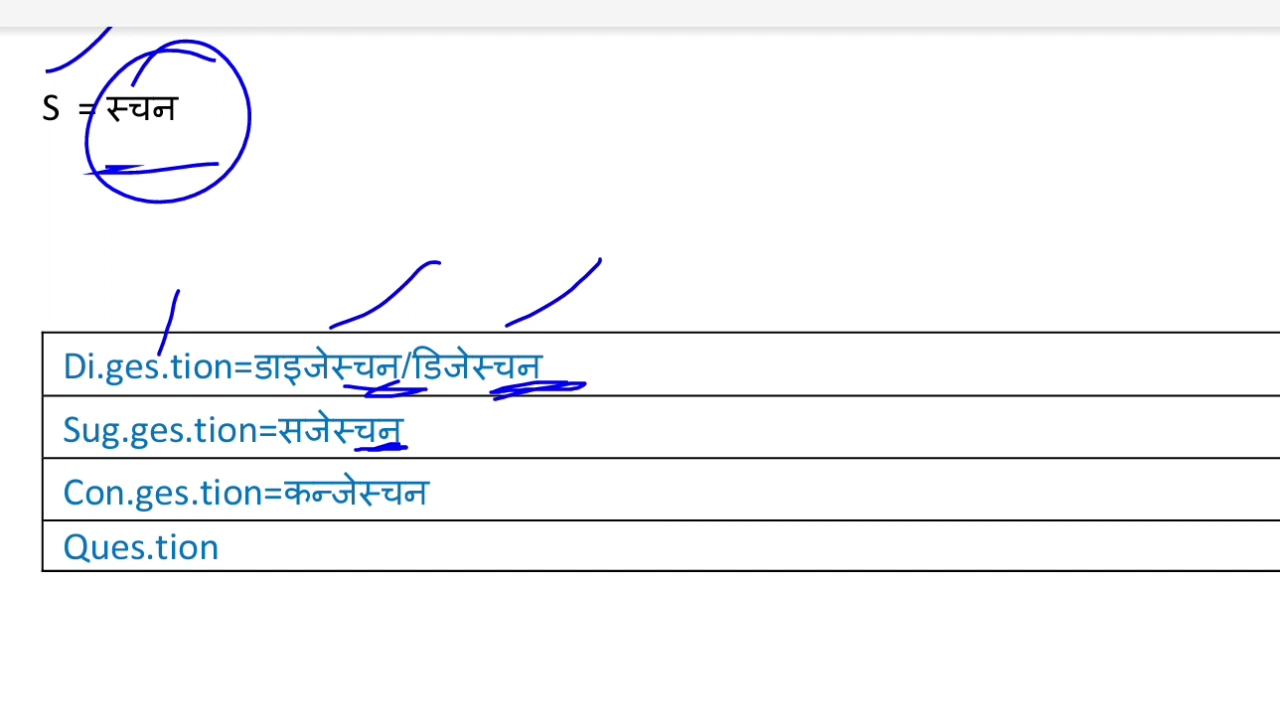 S = स्चन
Di.ges.tion=डाइजेस्चन/डिजेस्चन
Sug.ges.tion=सजेस्चन
Con.ges.tion=कन्जेस्चन
Ques.tion